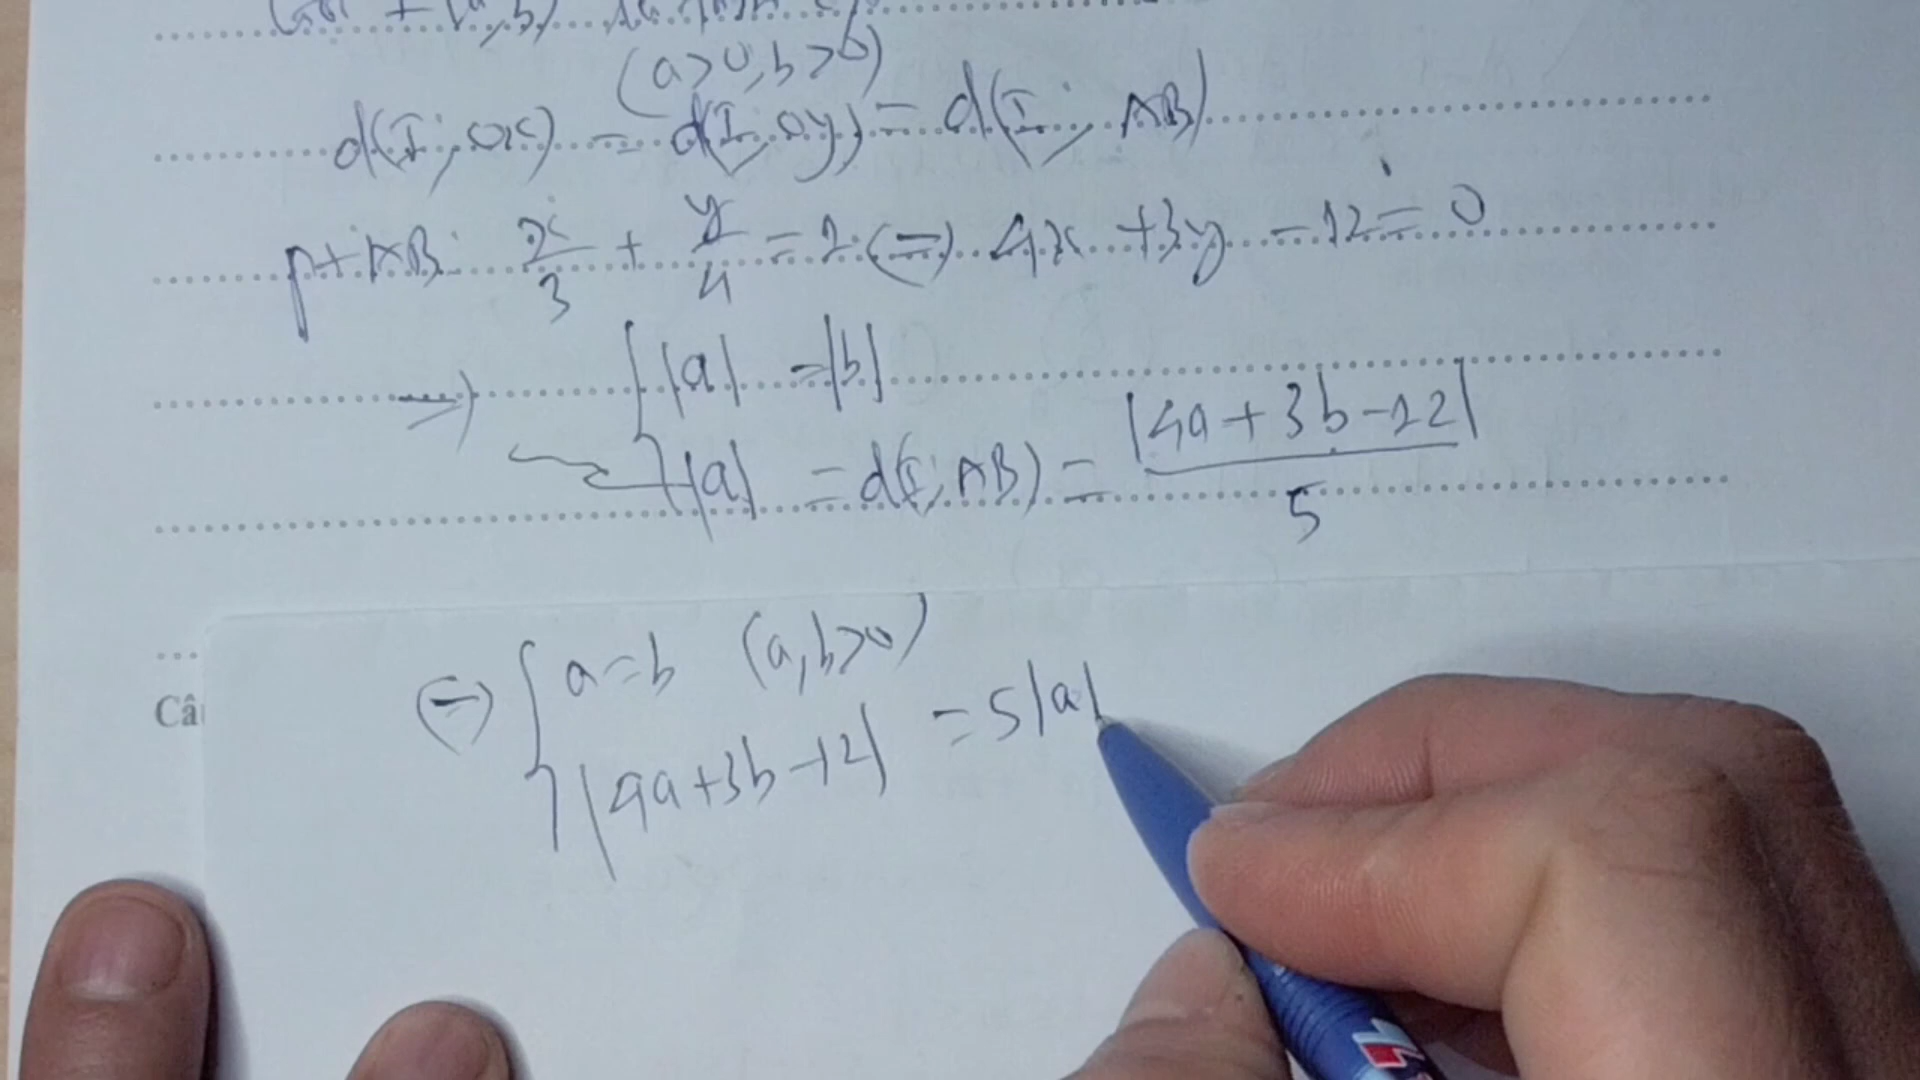 (a>0, b>0)
d(I; Ox) = d(I, Oy) = d(I, AB)
pt AB: x/3 + y/4 = 1 (=) 4x + 3y - 12 = 0
=) { |a| = |b|
|a| = d(I; AB) = |4a + 3b - 12| / 5
(=) { a = b (a, b > 0)
|4a + 3b - 12| = 5|a|
Câ